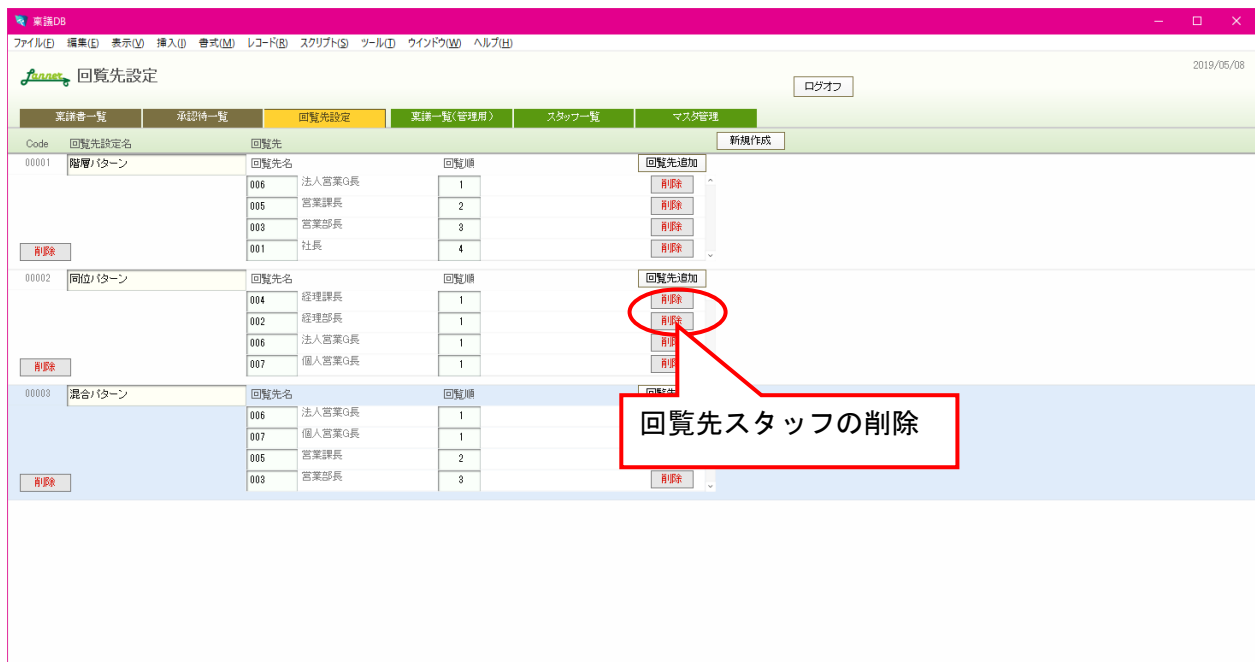 稟議DB
ファイル(F) 編集(E) 表示(V) 挿入(I) 書式(M) レコード(R) スクリプト(S) ツール(T) ウインドウ(W) ヘルプ(H)
2019/05/08
回覧先設定
ログオフ
稟議書一覧 承認待一覧 回覧先設定 稟議一覧(管理用) スタッフ一覧 マスタ管理
Code 回覧先設定名 回覧先 新規作成
00001 階層パターン 回覧先名 回覧順 回覧先追加
006 法人営業G長 1 削除
005 営業課長 2 削除
003 営業部長 3 削除
削除 001 社長 4 削除
00002 同位パターン 回覧先名 回覧順 回覧先追加
004 経理課長 1 削除
002 経理部長 1 削除
006 法人営業G長 1
削除 007 個人営業G長 1
00003 混合パターン 回覧先名 回覧順
006 法人営業G長 1
007 個人営業G長 1
005 営業課長 2
削除 003 営業部長 3 削除
回覧先スタッフの削除